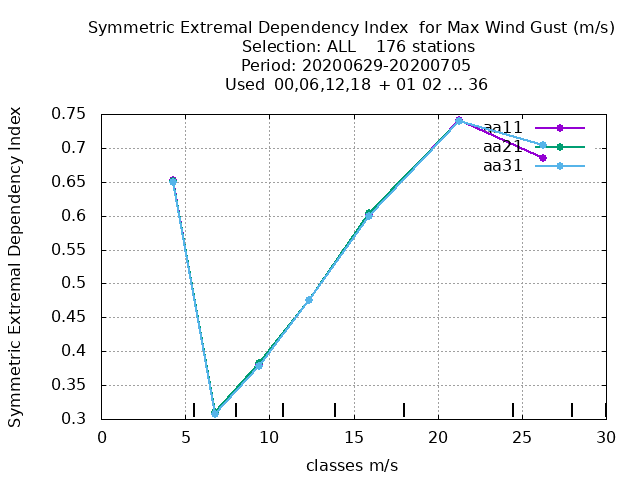 Symmetric Extremal Dependency Index  for Max Wind Gust (m/s)
Selection: ALL    176 stations
Period: 20200629-20200705
Used  00,06,12,18 + 01 02 ... 36
Symmetric Extremal Dependency Index
0.75
0.7
0.65
0.6
0.55
0.5
0.45
0.4
0.35
0.3
aa11
aa21
aa31
0 5 10 15 20 25 30
classes m/s